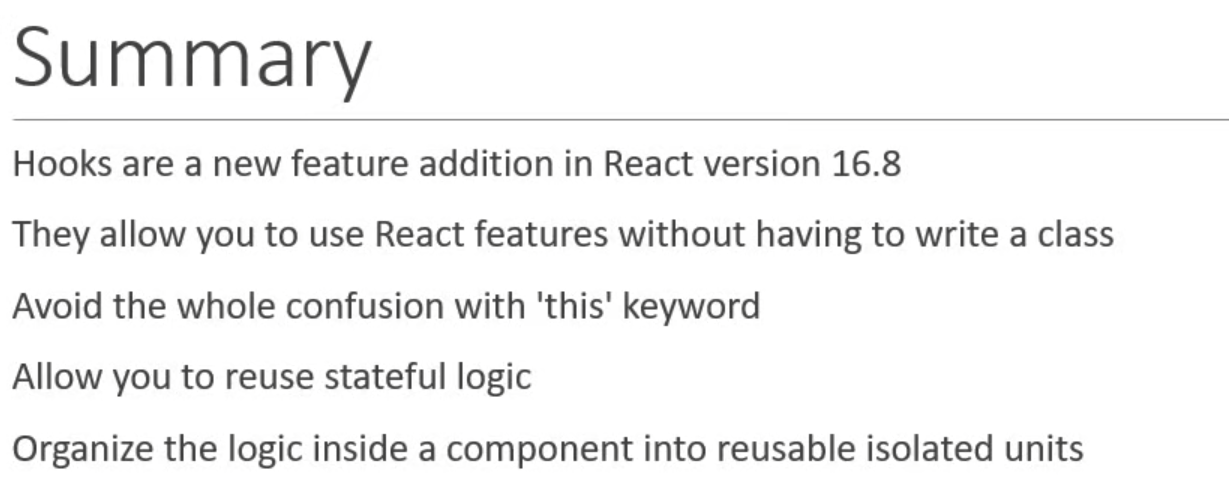 Summary
Hooks are a new feature addition in React version 16.8
They allow you to use React features without having to write a class
Avoid the whole confusion with 'this' keyword
Allow you to reuse stateful logic
Organize the logic inside a component into reusable isolated units